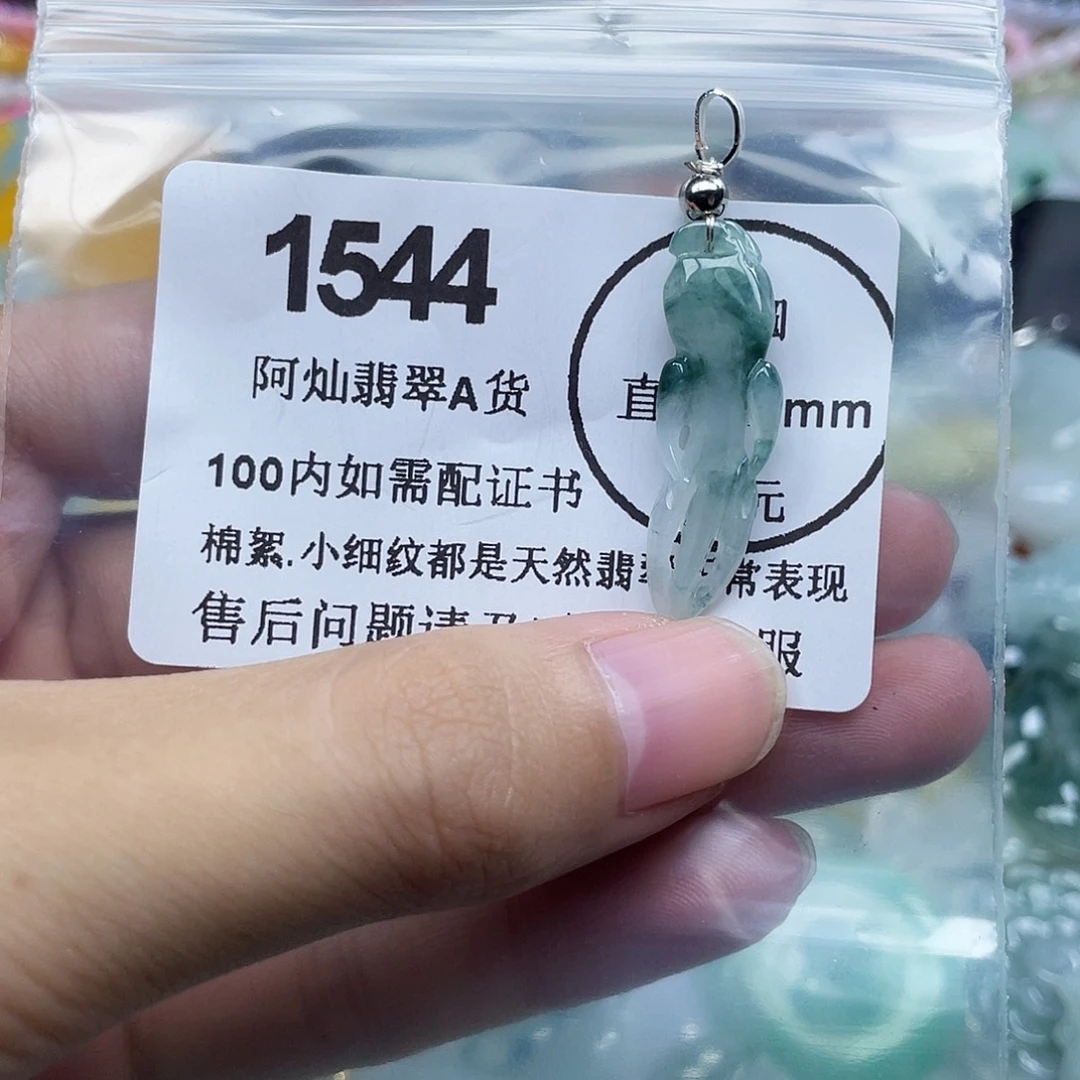 1544
阿灿翡翠A货
直 mm
100内如需配证书
元
棉絮.小细纹都是天然翡 常表现
售后问题请 服